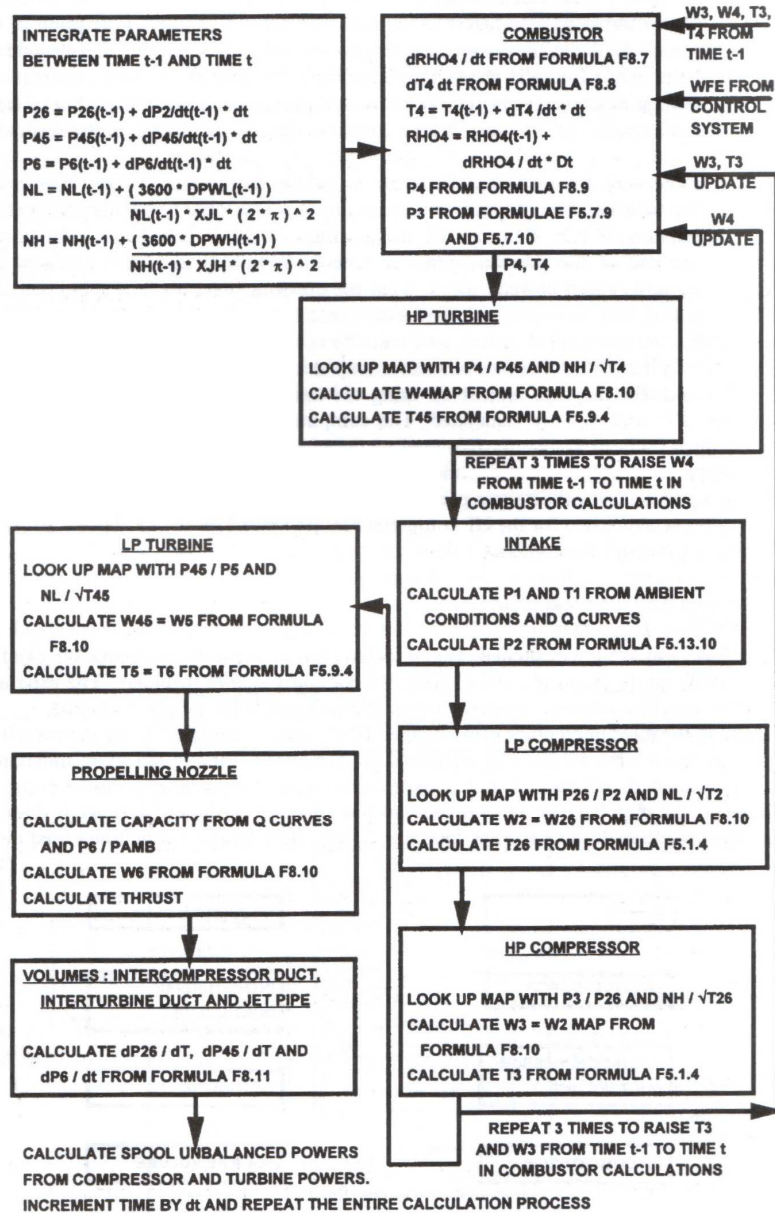 INTEGRATE PARAMETERS
BETWEEN TIME t-1 AND TIME t
P26 = P26(t-1) + dP2/dt(t-1) * dt
P45 = P45(t-1) + dP45/dt(t-1) * dt
P6 = P6(t-1) + dP6/dt(t-1) * dt
NL = NL(t-1) + ( 3600 * DPWL(t-1) )
NL(t-1) * XJL * ( 2 * π ) ^ 2
NH = NH(t-1) + ( 3600 * DPWH(t-1) )
NH(t-1) * XJH * ( 2 * π ) ^ 2
COMBUSTOR
dRHO4 / dt FROM FORMULA F8.7
dT4 dt FROM FORMULA F8.8
T4 = T4(t-1) + dT4 /dt * dt
RHO4 = RHO4(t-1) +
dRHO4 / dt * Dt
P4 FROM FORMULA F8.9
P3 FROM FORMULAE F5.7.9
AND F5.7.10
W3, W4, T3,
T4 FROM
TIME t-1
WFE FROM
CONTROL
SYSTEM
W3, T3
UPDATE
W4
UPDATE
P4, T4
HP TURBINE
LOOK UP MAP WITH P4 / P45 AND NH / √T4
CALCULATE W4MAP FROM FORMULA F8.10
CALCULATE T45 FROM FORMULA F5.9.4
REPEAT 3 TIMES TO RAISE W4
FROM TIME t-1 TO TIME t IN
COMBUSTOR CALCULATIONS
INTAKE
CALCULATE P1 AND T1 FROM AMBIENT
CONDITIONS AND Q CURVES
CALCULATE P2 FROM FORMULA F5.13.10
LP COMPRESSOR
LOOK UP MAP WITH P26 / P2 AND NL / √T2
CALCULATE W2 = W26 FROM FORMULA F8.10
CALCULATE T26 FROM FORMULA F5.1.4
HP COMPRESSOR
LOOK UP MAP WITH P3 / P26 AND NH / √T26
CALCULATE W3 = W2 MAP FROM
FORMULA F8.10
CALCULATE T3 FROM FORMULA F5.1.4
REPEAT 3 TIMES TO RAISE T3
AND W3 FROM TIME t-1 TO TIME t
IN COMBUSTOR CALCULATIONS
LP TURBINE
LOOK UP MAP WITH P45 / P5 AND
NL / √T45
CALCULATE W45 = W5 FROM FORMULA
F8.10
CALCULATE T5 = T6 FROM FORMULA F5.9.4
PROPELLING NOZZLE
CALCULATE CAPACITY FROM Q CURVES
AND P6 / PAMB
CALCULATE W6 FROM FORMULA F8.10
CALCULATE THRUST
VOLUMES : INTERCOMPRESSOR DUCT,
INTERTURBINE DUCT AND JET PIPE
CALCULATE dP26 / dT, dP45 / dT AND
dP6 / dt FROM FORMULA F8.11
CALCULATE SPOOL UNBALANCED POWERS
FROM COMPRESSOR AND TURBINE POWERS.
INCREMENT TIME BY dt AND REPEAT THE ENTIRE CALCULATION PROCESS